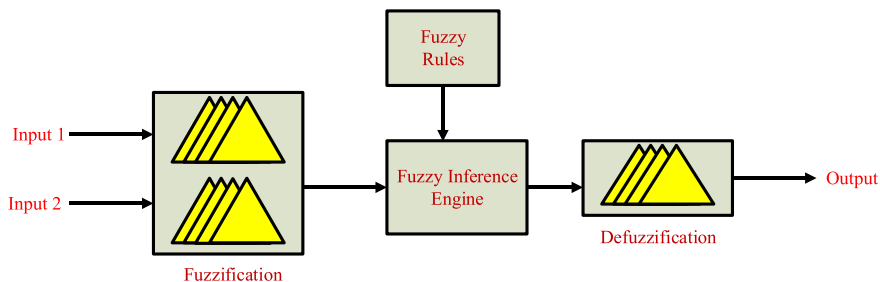 Fuzzy
Rules
Input 1
Input 2
Fuzzification
Fuzzy Inference
Engine
Defuzzification
Output